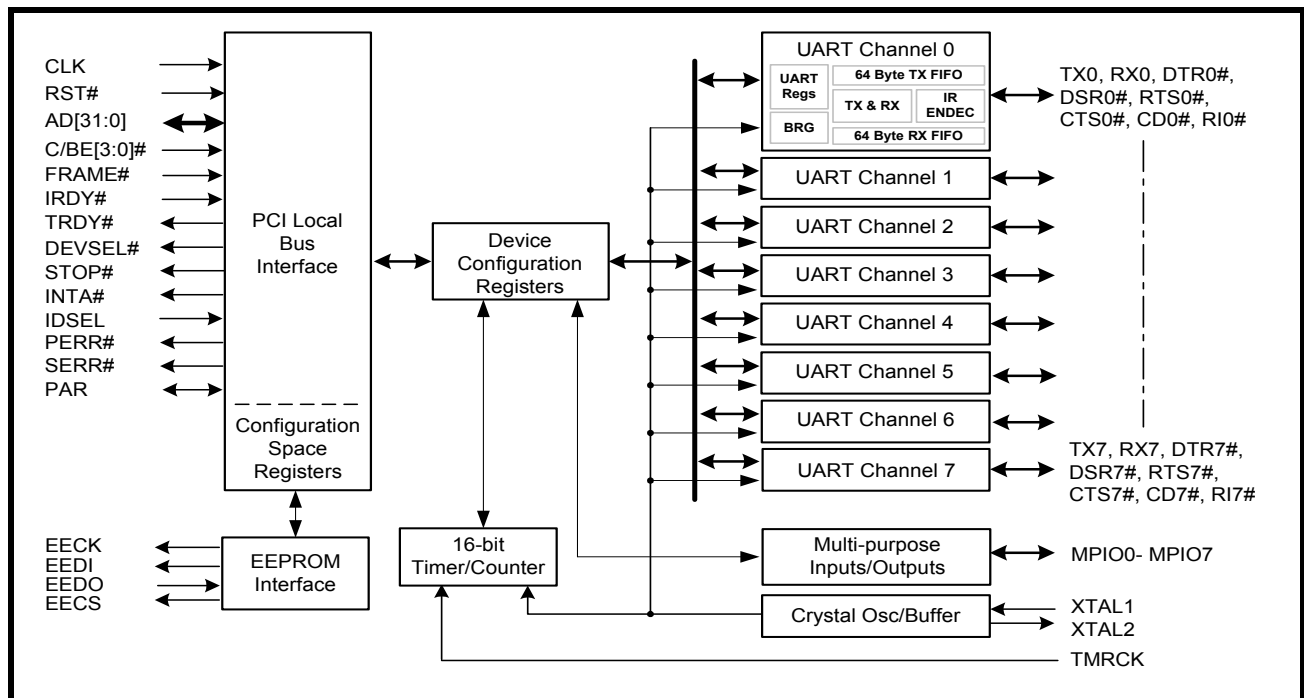 CLK
RST#
AD[31:0]
C/BE[3:0]#
FRAME#
IRDY#
TRDY#
DEVSEL#
STOP#
INTA#
IDSEL
PERR#
SERR#
PAR
PCI Local
Bus
Interface
Configuration
Space
Registers
EECK
EEDI
EEDO
EECS
EEPROM
Interface
Device
Configuration
Registers
16-bit
Timer/Counter
UART Channel 0
UART
Regs
BRG
64 Byte TX FIFO
TX & RX
IR
ENDEC
64 Byte RX FIFO
UART Channel 1
UART Channel 2
UART Channel 3
UART Channel 4
UART Channel 5
UART Channel 6
UART Channel 7
Multi-purpose
Inputs/Outputs
Crystal Osc/Buffer
TX0, RX0, DTR0#,
DSR0#, RTS0#,
CTS0#, CD0#, RI0#
TX7, RX7, DTR7#,
DSR7#, RTS7#,
CTS7#, CD7#, RI7#
MPIO0- MPIO7
XTAL1
XTAL2
TMRCK